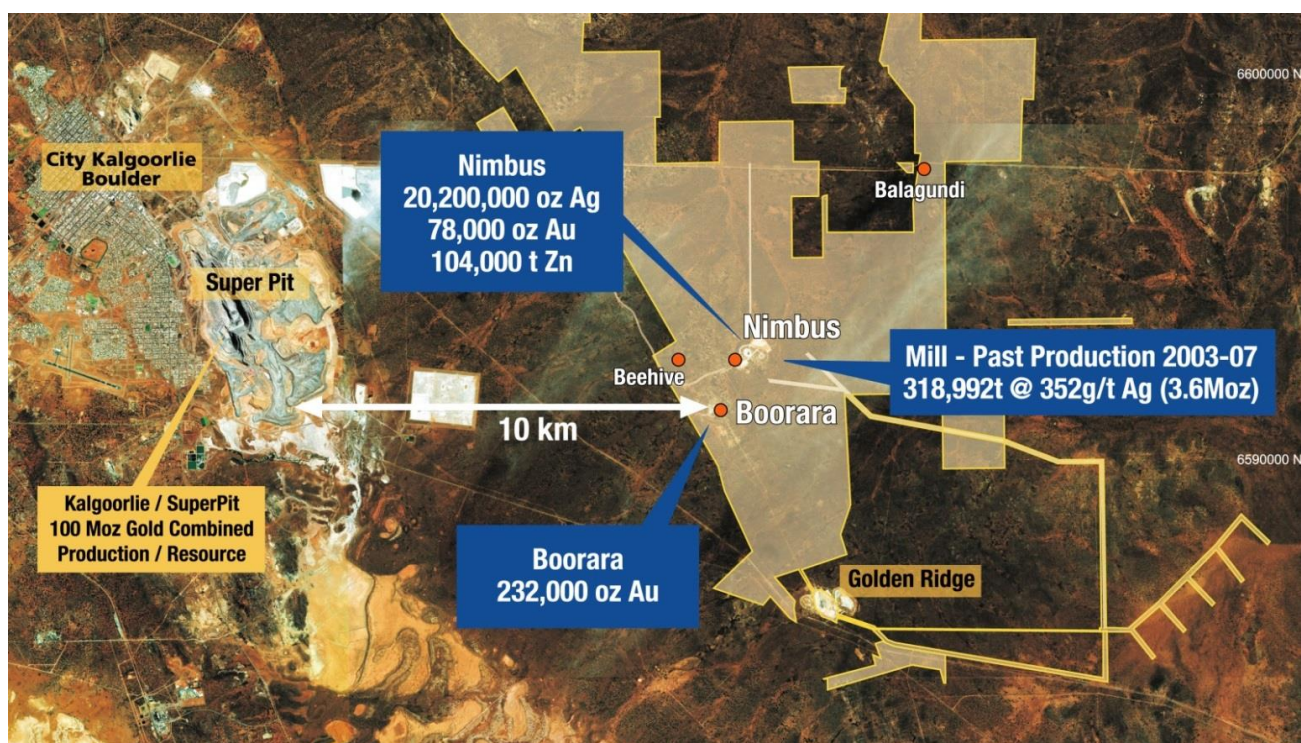 6600000 N
City Kalgoorlie
Boulder
Nimbus
20,200,000 oz Ag
78,000 oz Au
104,000 t Zn
Balagundi
Super Pit
Nimbus
Beehive
Mill - Past Production 2003-07
318,992t @ 352g/t Ag (3.6Moz)
Boorara
10 km
6590000 N
Kalgoorlie / SuperPit
100 Moz Gold Combined
Production / Resource
Boorara
232,000 oz Au
Golden Ridge